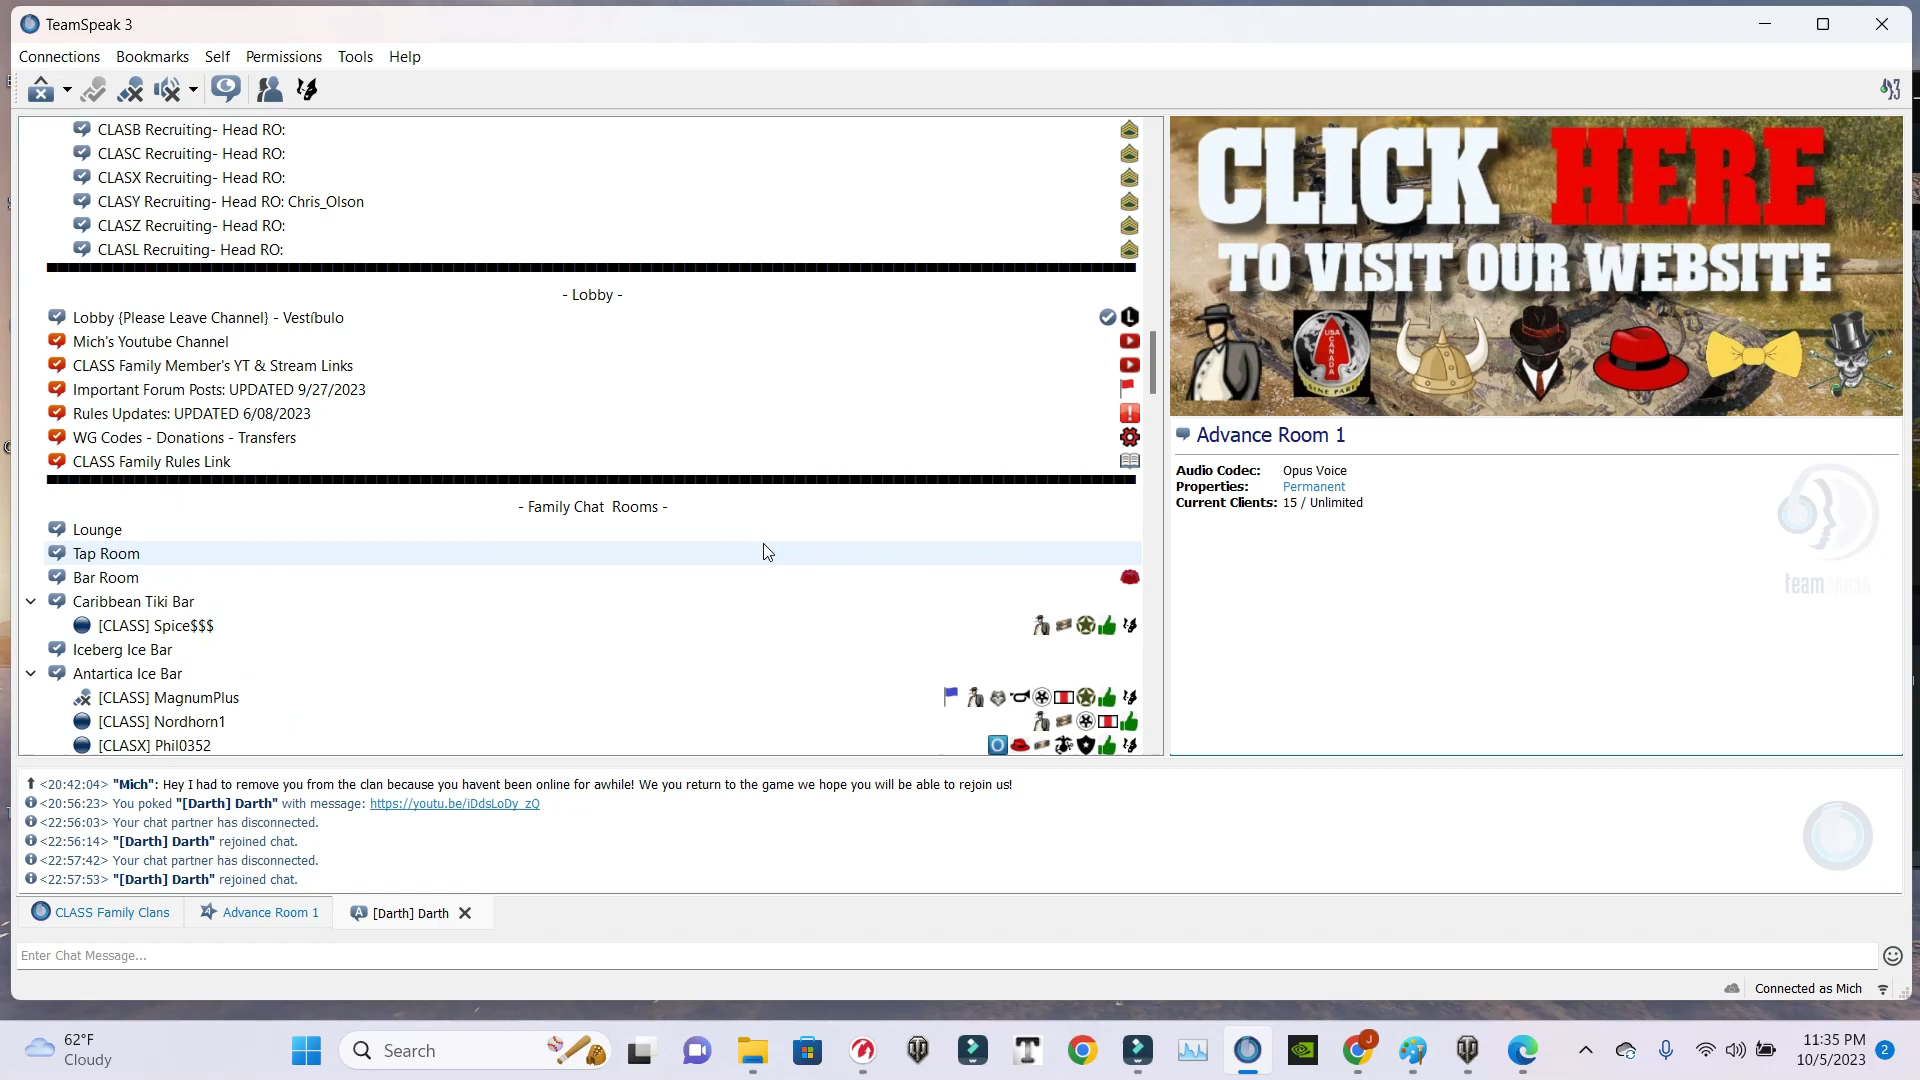 TeamSpeak 3
Connections Bookmarks Self Permissions Tools Help
CLASB Recruiting- Head RO:
CLASC Recruiting- Head RO:
CLASX Recruiting- Head RO:
CLASY Recruiting- Head RO: Chris_Olson
CLASZ Recruiting- Head RO:
CLASL Recruiting- Head RO:
- Lobby -
Lobby {Please Leave Channel} - Vestíbulo
Mich's Youtube Channel
CLASS Family Member's YT & Stream Links
Important Forum Posts: UPDATED 9/27/2023
Rules Updates: UPDATED 6/08/2023
WG Codes - Donations - Transfers
CLASS Family Rules Link
- Family Chat Rooms -
Lounge
Tap Room
Bar Room
Caribbean Tiki Bar
[CLASS] Spice$$$
Iceberg Ice Bar
Antartica Ice Bar
[CLASS] MagnumPlus
[CLASS] Nordhorn1
[CLASX] Phil0352
CLICK HERE
TO VISIT OUR WEBSITE
USA
CANADA
Advance Room 1
Audio Codec: Opus Voice
Properties: Permanent
Current Clients: 15 / Unlimited
teamspeak
<20:42:04> "Mich": Hey I had to remove you from the clan because you havent been online for awhile! We you return to the game we hope you will be able to rejoin us!
<20:56:23> You poked "[Darth] Darth" with message: https://youtu.be/iDdsLoDy_zQ
<22:56:03> Your chat partner has disconnected.
<22:56:14> "[Darth] Darth" rejoined chat.
<22:57:42> Your chat partner has disconnected.
<22:57:53> "[Darth] Darth" rejoined chat.
CLASS Family Clans Advance Room 1 [Darth] Darth
Enter Chat Message...
Connected as Mich
62°F
Cloudy
Search
11:35 PM
10/5/2023
2